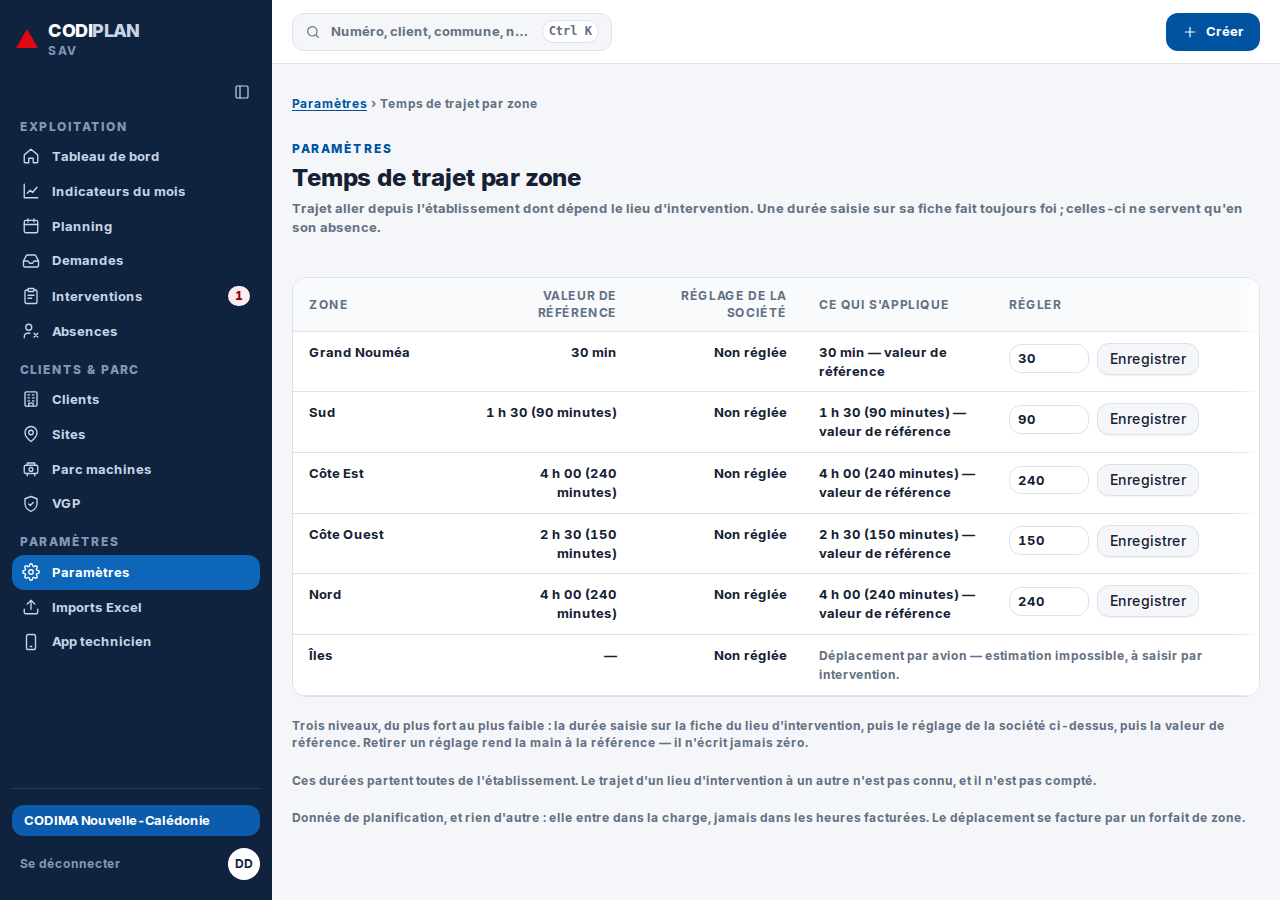 CODIPLAN
SAV
EXPLOITATION
Tableau de bord
Indicateurs du mois
Planning
Demandes
Interventions
1
Absences
CLIENTS & PARC
Clients
Sites
Parc machines
VGP
PARAMÈTRES
Paramètres
Imports Excel
App technicien
CODIMA Nouvelle-Calédonie
Se déconnecter
DD
Numéro, client, commune, n…
Ctrl K
Créer
Paramètres › Temps de trajet par zone
PARAMÈTRES
Temps de trajet par zone
Trajet aller depuis l'établissement dont dépend le lieu d'intervention. Une durée saisie sur sa fiche fait toujours foi ; celles-ci ne servent qu'en
son absence.
ZONE
VALEUR DE
RÉFÉRENCE
RÉGLAGE DE LA
SOCIÉTÉ
CE QUI S'APPLIQUE
RÉGLER
Grand Nouméa
30 min
Non réglée
30 min — valeur de
référence
30
Enregistrer
Sud
1 h 30 (90 minutes)
Non réglée
1 h 30 (90 minutes) —
valeur de référence
90
Enregistrer
Côte Est
4 h 00 (240
minutes)
Non réglée
4 h 00 (240 minutes) —
valeur de référence
240
Enregistrer
Côte Ouest
2 h 30 (150
minutes)
Non réglée
2 h 30 (150 minutes) —
valeur de référence
150
Enregistrer
Nord
4 h 00 (240
minutes)
Non réglée
4 h 00 (240 minutes) —
valeur de référence
240
Enregistrer
Îles
—
Non réglée
Déplacement par avion — estimation impossible, à saisir par
intervention.
Trois niveaux, du plus fort au plus faible : la durée saisie sur la fiche du lieu d'intervention, puis le réglage de la société ci-dessus, puis la valeur de
référence. Retirer un réglage rend la main à la référence — il n'écrit jamais zéro.
Ces durées partent toutes de l'établissement. Le trajet d'un lieu d'intervention à un autre n'est pas connu, et il n'est pas compté.
Donnée de planification, et rien d'autre : elle entre dans la charge, jamais dans les heures facturées. Le déplacement se facture par un forfait de zone.